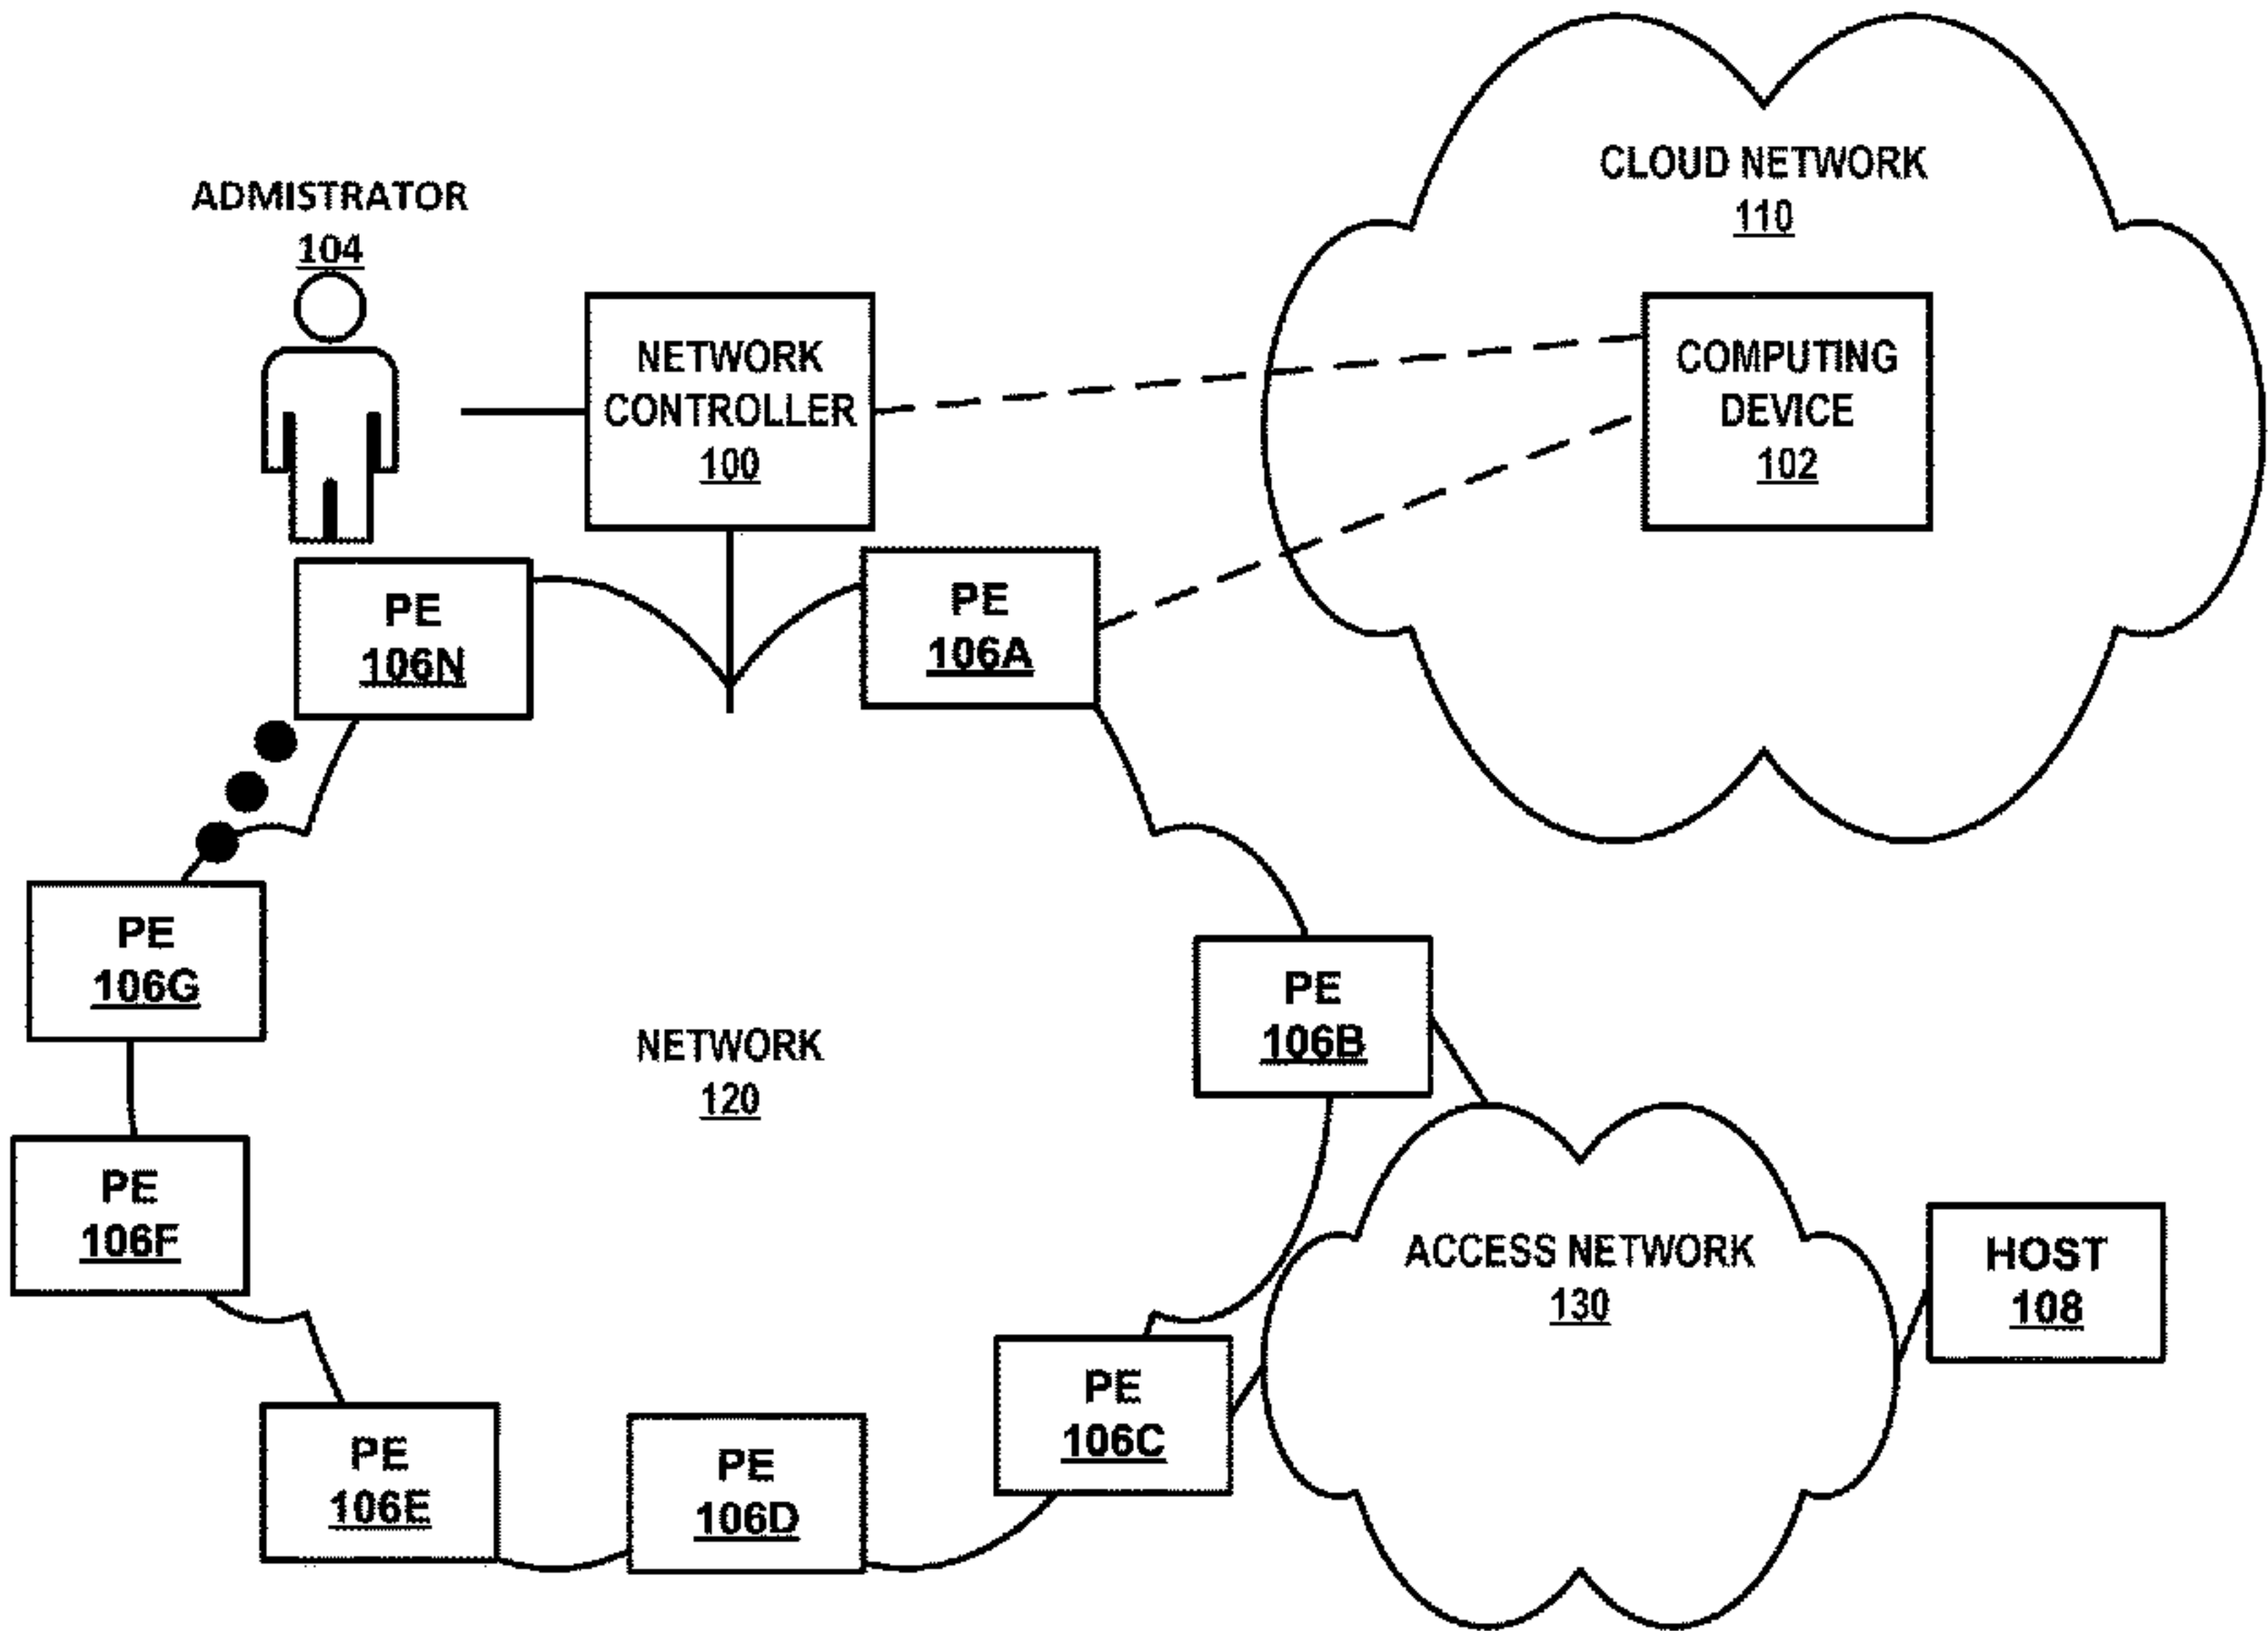 ADMISTRATOR
104
NETWORK
CONTROLLER
100
CLOUD NETWORK
110
COMPUTING
DEVICE
102
PE
106N
PE
106A
PE
106G
PE
106B
NETWORK
120
PE
106F
ACCESS NETWORK
130
HOST
108
PE
106C
PE
106E
PE
106D